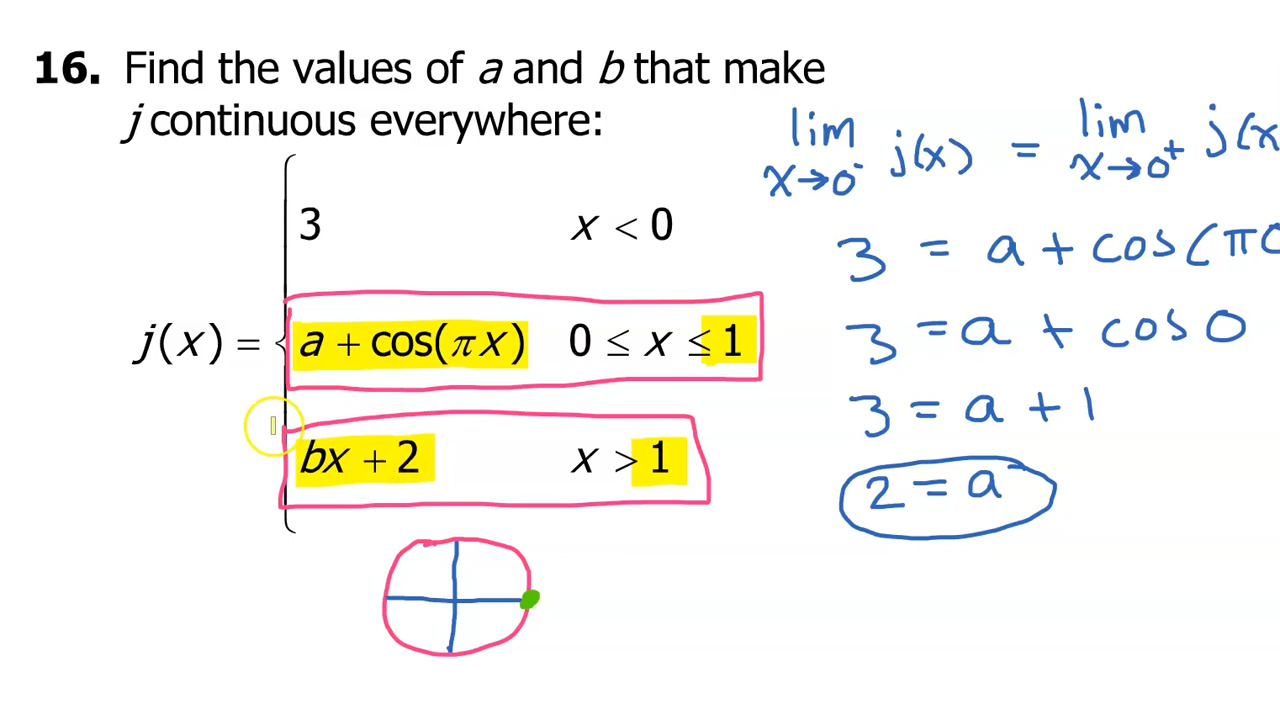 16. Find the values of a and b that make
j continuous everywhere:
lim x→0⁻ j(x) = lim x→0⁺ j(x
3 x < 0
3 = a + cos(π0
j(x) = { a + cos(πx) 0 ≤ x ≤ 1
3 = a + cos 0
3 = a + 1
bx + 2 x > 1
2 = a